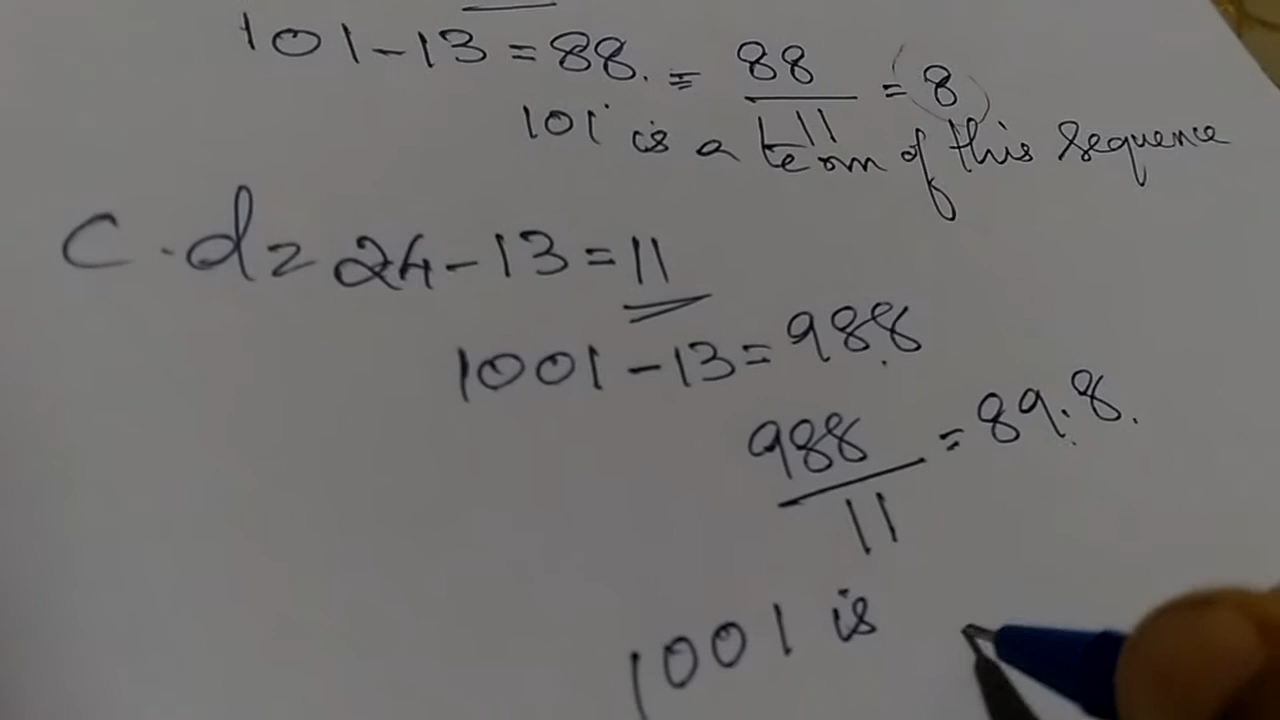 101-13 = 88. = 88/11 = 8
101 is a term of this sequence
C.d = 24-13 = 11
1001-13 = 988
988/11 = 89.8.
1001 is